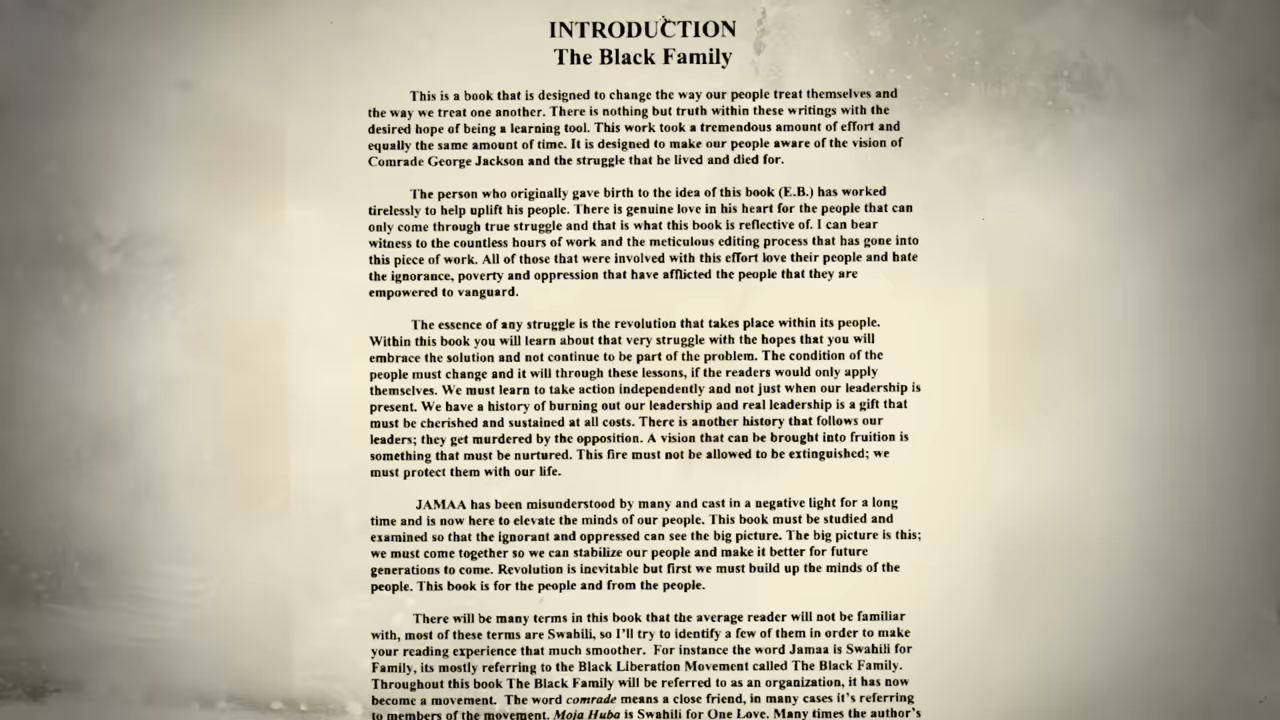 INTRODUCTION
The Black Family
This is a book that is designed to change the way our people treat themselves and
the way we treat one another. There is nothing but truth within these writings with the
desired hope of being a learning tool. This work took a tremendous amount of effort and
equally the same amount of time. It is designed to make our people aware of the vision of
Comrade George Jackson and the struggle that he lived and died for.
The person who originally gave birth to the idea of this book (E.B.) has worked
tirelessly to help uplift his people. There is genuine love in his heart for the people that can
only come through true struggle and that is what this book is reflective of. I can bear
witness to the countless hours of work and the meticulous editing process that has gone into
this piece of work. All of those that were involved with this effort love their people and hate
the ignorance, poverty and oppression that have afflicted the people that they are
empowered to vanguard.
The essence of any struggle is the revolution that takes place within its people.
Within this book you will learn about that very struggle with the hopes that you will
embrace the solution and not continue to be part of the problem. The condition of the
people must change and it will through these lessons, if the readers would only apply
themselves. We must learn to take action independently and not just when our leadership is
present. We have a history of burning out our leadership and real leadership is a gift that
must be cherished and sustained at all costs. There is another history that follows our
leaders; they get murdered by the opposition. A vision that can be brought into fruition is
something that must be nurtured. This fire must not be allowed to be extinguished; we
must protect them with our life.
JAMAA has been misunderstood by many and cast in a negative light for a long
time and is now here to elevate the minds of our people. This book must be studied and
examined so that the ignorant and oppressed can see the big picture. The big picture is this;
we must come together so we can stabilize our people and make it better for future
generations to come. Revolution is inevitable but first we must build up the minds of the
people. This book is for the people and from the people.
There will be many terms in this book that the average reader will not be familiar
with, most of these terms are Swahili, so I'll try to identify a few of them in order to make
your reading experience that much smoother. For instance the word Jamaa is Swahili for
Family, its mostly referring to the Black Liberation Movement called The Black Family.
Throughout this book The Black Family will be referred to as an organization, it has now
become a movement. The word comrade means a close friend, in many cases it's referring
to members of the movement. Moja Huba is Swahili for One Love. Many times the author's